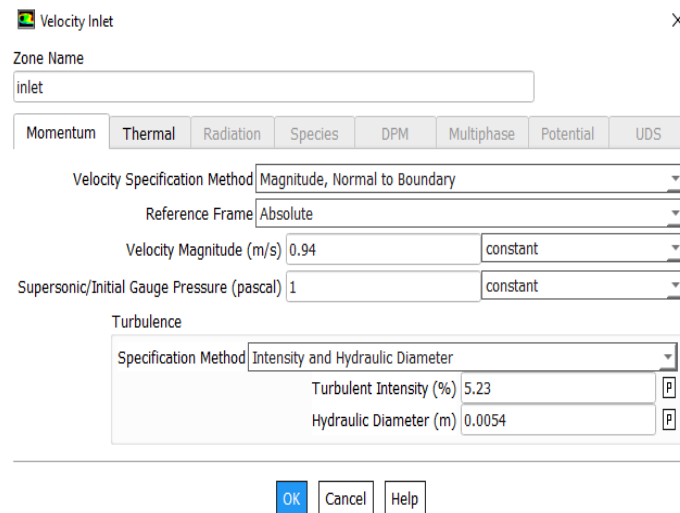 Velocity Inlet
Zone Name
inlet
Momentum Thermal Radiation Species DPM Multiphase Potential UDS
Velocity Specification Method Magnitude, Normal to Boundary
Reference Frame Absolute
Velocity Magnitude (m/s) 0.94 constant
Supersonic/Initial Gauge Pressure (pascal) 1 constant
Turbulence
Specification Method Intensity and Hydraulic Diameter
Turbulent Intensity (%) 5.23 P
Hydraulic Diameter (m) 0.0054 P
OK Cancel Help